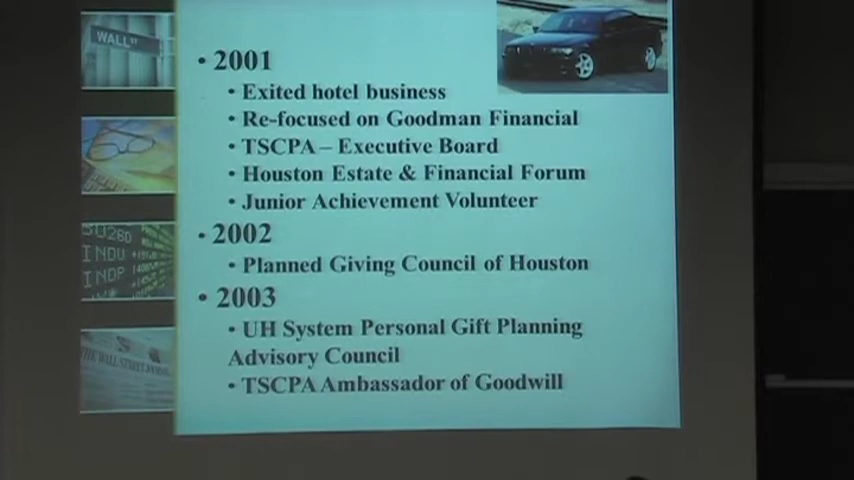 WALL ST
• 2001
• Exited hotel business
• Re-focused on Goodman Financial
• TSCPA – Executive Board
• Houston Estate & Financial Forum
• Junior Achievement Volunteer
• 2002
• Planned Giving Council of Houston
INDU
INDP
• 2003
• UH System Personal Gift Planning
Advisory Council
THE WALL STREET JOURNAL
• TSCPA Ambassador of Goodwill